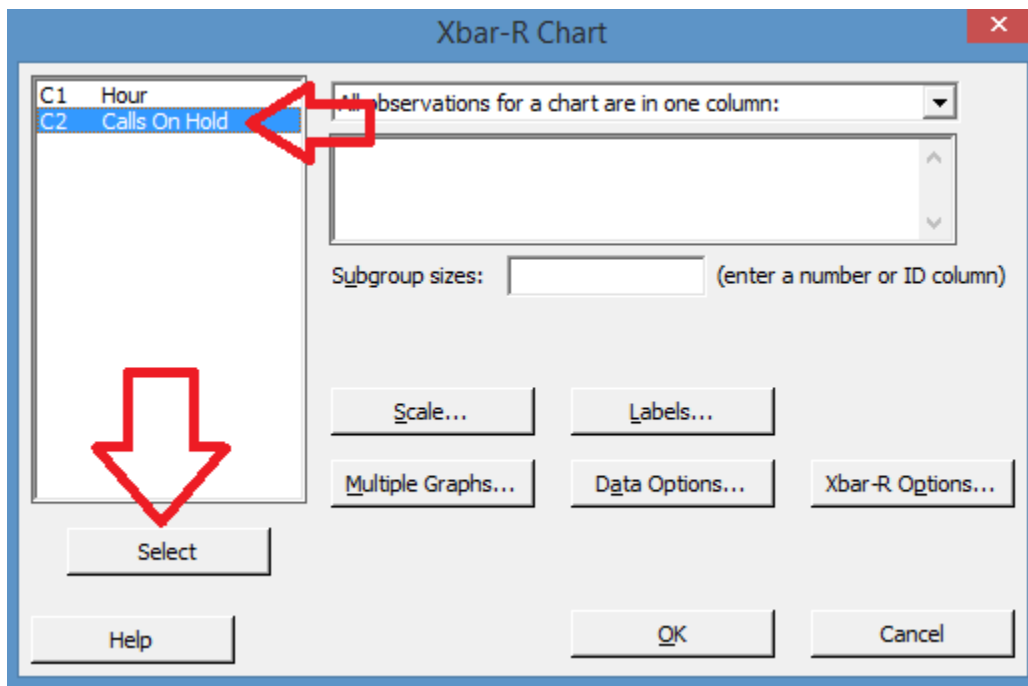 Xbar-R Chart
C1 Hour
C2 Calls On Hold
All observations for a chart are in one column:
Subgroup sizes: (enter a number or ID column)
Scale... Labels...
Multiple Graphs... Data Options... Xbar-R Options...
Select
Help OK Cancel